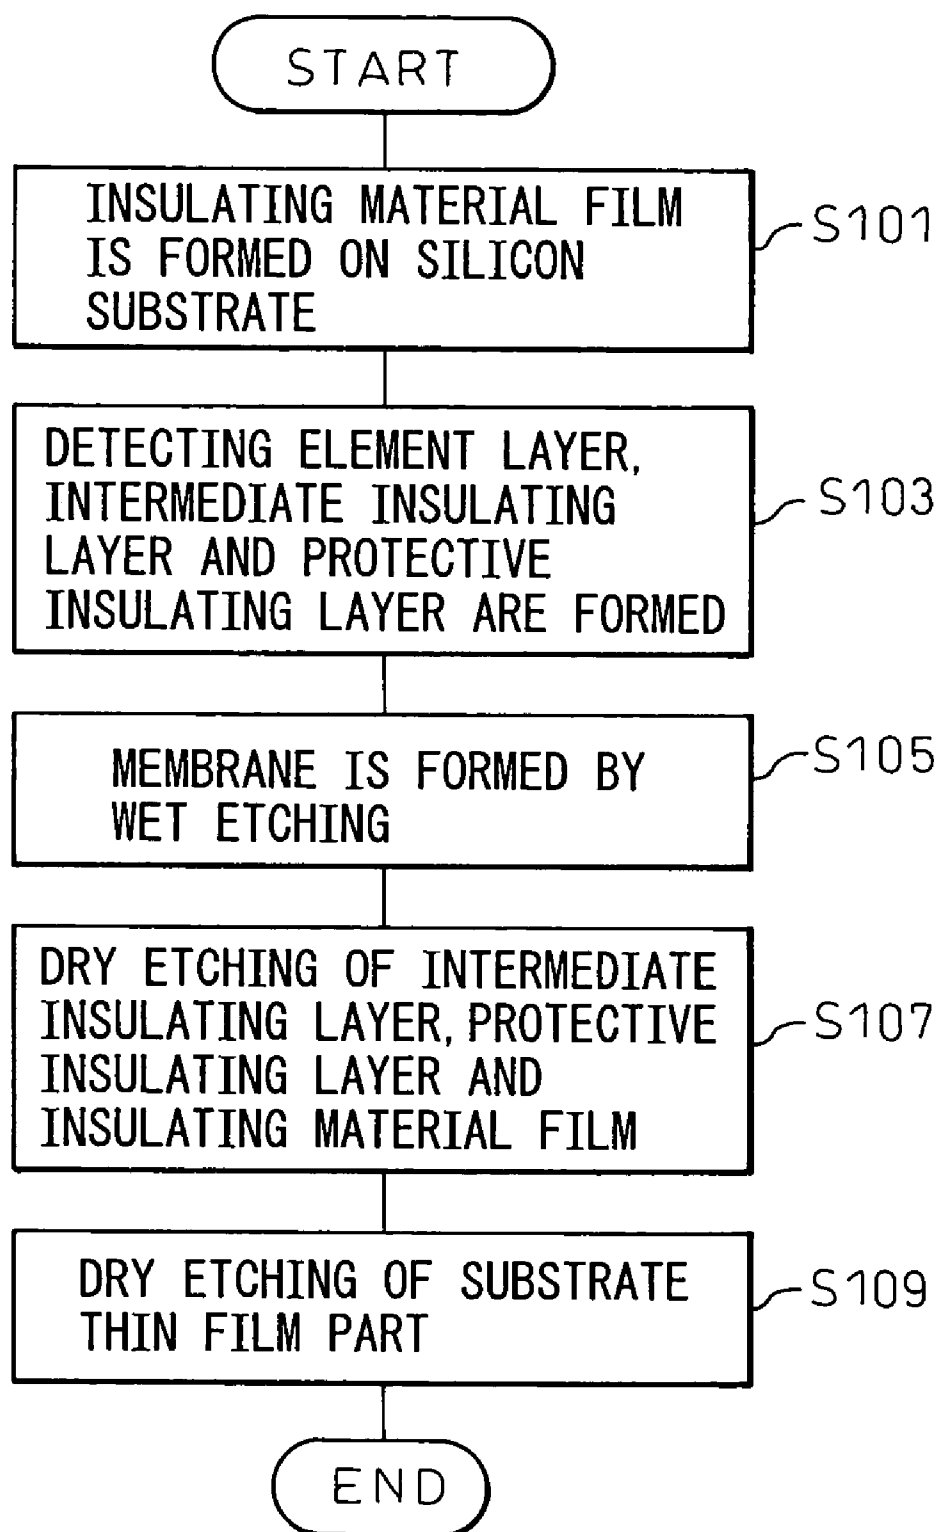 START
INSULATING MATERIAL FILM
IS FORMED ON SILICON
SUBSTRATE
S101
DETECTING ELEMENT LAYER,
INTERMEDIATE INSULATING
LAYER AND PROTECTIVE
INSULATING LAYER ARE FORMED
S103
MEMBRANE IS FORMED BY
WET ETCHING
S105
DRY ETCHING OF INTERMEDIATE
INSULATING LAYER, PROTECTIVE
INSULATING LAYER AND
INSULATING MATERIAL FILM
S107
DRY ETCHING OF SUBSTRATE
THIN FILM PART
S109
END